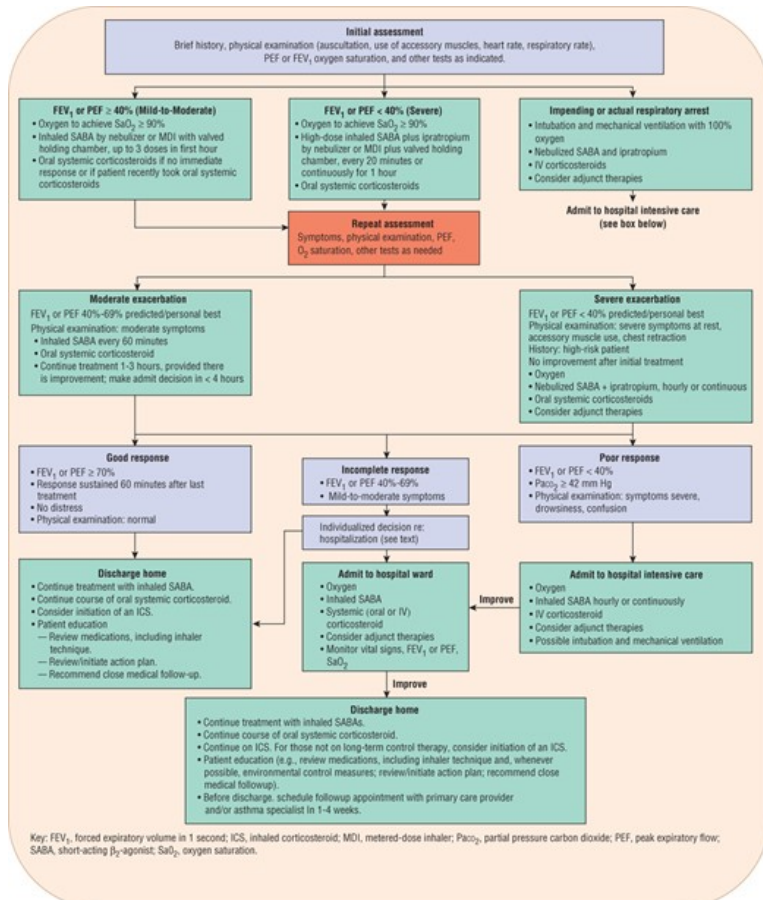 Initial assessment
Brief history, physical examination (auscultation, use of accessory muscles, heart rate, respiratory rate),
PEF or FEV1 oxygen saturation, and other tests as indicated.
FEV1 or PEF ≥ 40% (Mild-to-Moderate)
• Oxygen to achieve SaO2 ≥ 90%
• Inhaled SABA by nebulizer or MDI with valved
holding chamber, up to 3 doses in first hour
• Oral systemic corticosteroids if no immediate
response or if patient recently took oral systemic
corticosteroids
FEV1 or PEF < 40% (Severe)
• Oxygen to achieve SaO2 ≥ 90%
• High-dose inhaled SABA plus ipratropium
by nebulizer or MDI plus valved holding
chamber, every 20 minutes or
continuously for 1 hour
• Oral systemic corticosteroids
Impending or actual respiratory arrest
• Intubation and mechanical ventilation with 100%
oxygen
• Nebulized SABA and ipratropium
• IV corticosteroids
• Consider adjunct therapies
Admit to hospital intensive care
(see box below)
Repeat assessment
Symptoms, physical examination, PEF,
O2 saturation, other tests as needed
Moderate exacerbation
FEV1 or PEF 40%-69% predicted/personal best
Physical examination: moderate symptoms
• Inhaled SABA every 60 minutes
• Oral systemic corticosteroid
• Continue treatment 1-3 hours, provided there
is improvement; make admit decision in < 4 hours
Severe exacerbation
FEV1 or PEF < 40% predicted/personal best
Physical examination: severe symptoms at rest,
accessory muscle use, chest retraction
History: high-risk patient
No improvement after initial treatment
• Oxygen
• Nebulized SABA + ipratropium, hourly or continuous
• Oral systemic corticosteroids
• Consider adjunct therapies
Good response
• FEV1 or PEF ≥ 70%
• Response sustained 60 minutes after last
treatment
• No distress
• Physical examination: normal
Incomplete response
• FEV1 or PEF 40%-69%
• Mild-to-moderate symptoms
Poor response
• FEV1 or PEF < 40%
• PaCO2 ≥ 42 mm Hg
• Physical examination: symptoms severe,
drowsiness, confusion
Individualized decision re:
hospitalization (see text)
Discharge home
• Continue treatment with inhaled SABA.
• Continue course of oral systemic corticosteroid.
• Consider initiation of an ICS.
• Patient education
— Review medications, including inhaler
technique.
— Review/initiate action plan.
— Recommend close medical follow-up.
Admit to hospital ward
• Oxygen
• Inhaled SABA
• Systemic (oral or IV)
corticosteroid
• Consider adjunct therapies
• Monitor vital signs, FEV1 or PEF,
SaO2
Improve
Admit to hospital intensive care
• Oxygen
• Inhaled SABA hourly or continuously
• IV corticosteroid
• Consider adjunct therapies
• Possible intubation and mechanical ventilation
Improve
Discharge home
• Continue treatment with inhaled SABAs.
• Continue course of oral systemic corticosteroid.
• Continue on ICS. For those not on long-term control therapy, consider initiation of an ICS.
• Patient education (e.g., review medications, including inhaler technique and, whenever
possible, environmental control measures; review/initiate action plan; recommend close
medical followup).
• Before discharge. schedule followup appointment with primary care provider
and/or asthma specialist In 1-4 weeks.
Key: FEV1, forced expiratory volume in 1 second; ICS, inhaled corticosteroid; MDI, metered-dose inhaler; PaCO2, partial pressure carbon dioxide; PEF, peak expiratory flow;
SABA, short-acting β2-agonist; Sa02, oxygen saturation.